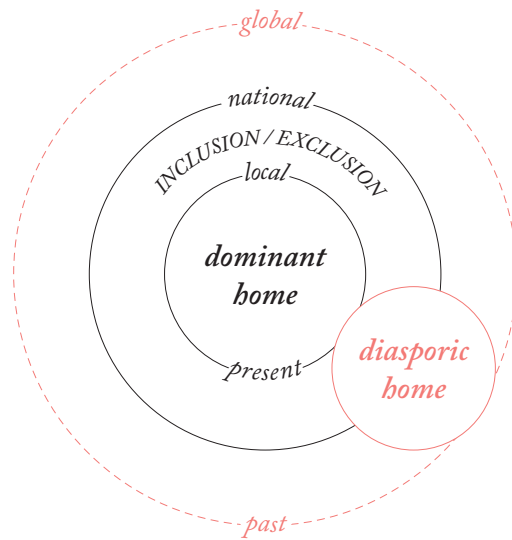 global
national
INCLUSION / EXCLUSION
local
dominant
home
diasporic
home
present
past